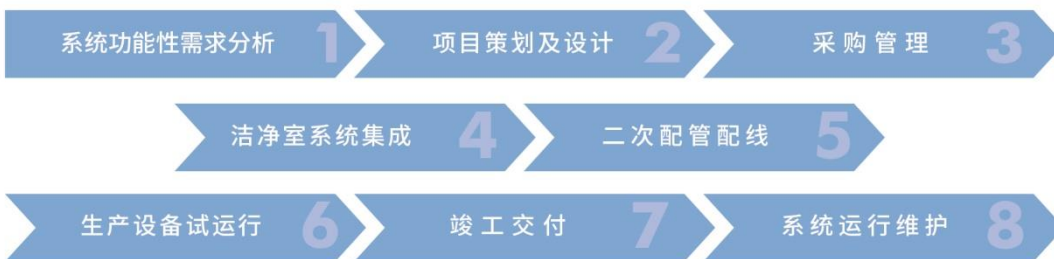 系统功能性需求分析 1 项目策划及设计 2 采购管理 3
洁净室系统集成 4 二次配管配线 5
生产设备试运行 6 竣工交付 7 系统运行维护 8